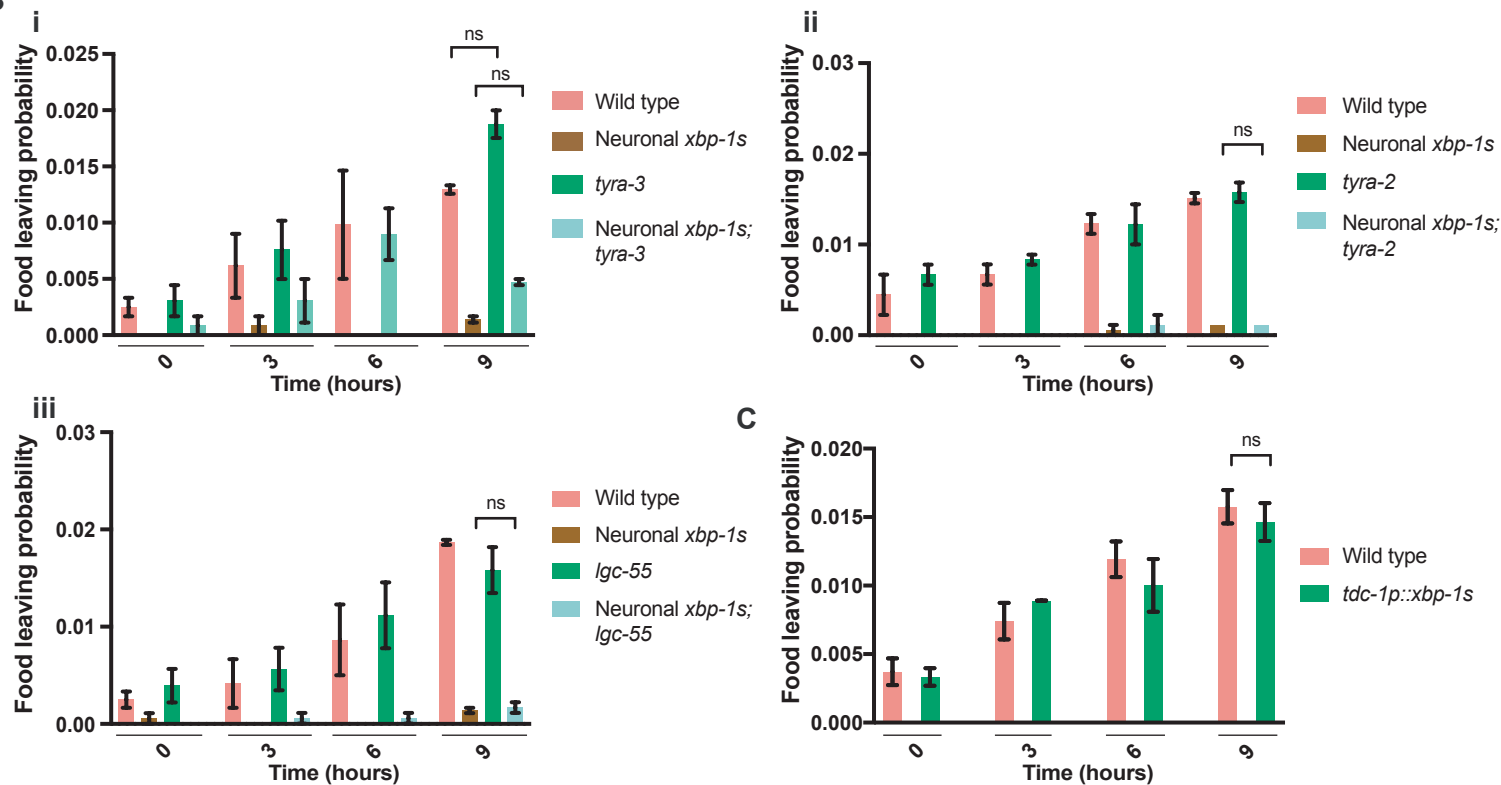 i
Food leaving probability
0.025
0.020
0.015
0.010
0.005
0.000
ns
ns
0
3
6
9
Time (hours)
Wild type
Neuronal xbp-1s
tyra-3
Neuronal xbp-1s;
tyra-3
ii
Food leaving probability
0.03
0.02
0.01
0.00
ns
0
3
6
9
Time (hours)
Wild type
Neuronal xbp-1s
tyra-2
Neuronal xbp-1s;
tyra-2
iii
Food leaving probability
0.03
0.02
0.01
0.00
ns
0
3
6
9
Time (hours)
Wild type
Neuronal xbp-1s
lgc-55
Neuronal xbp-1s;
lgc-55
C
Food leaving probability
0.020
0.015
0.010
0.005
0.000
ns
0
3
6
9
Time (hours)
Wild type
tdc-1p::xbp-1s